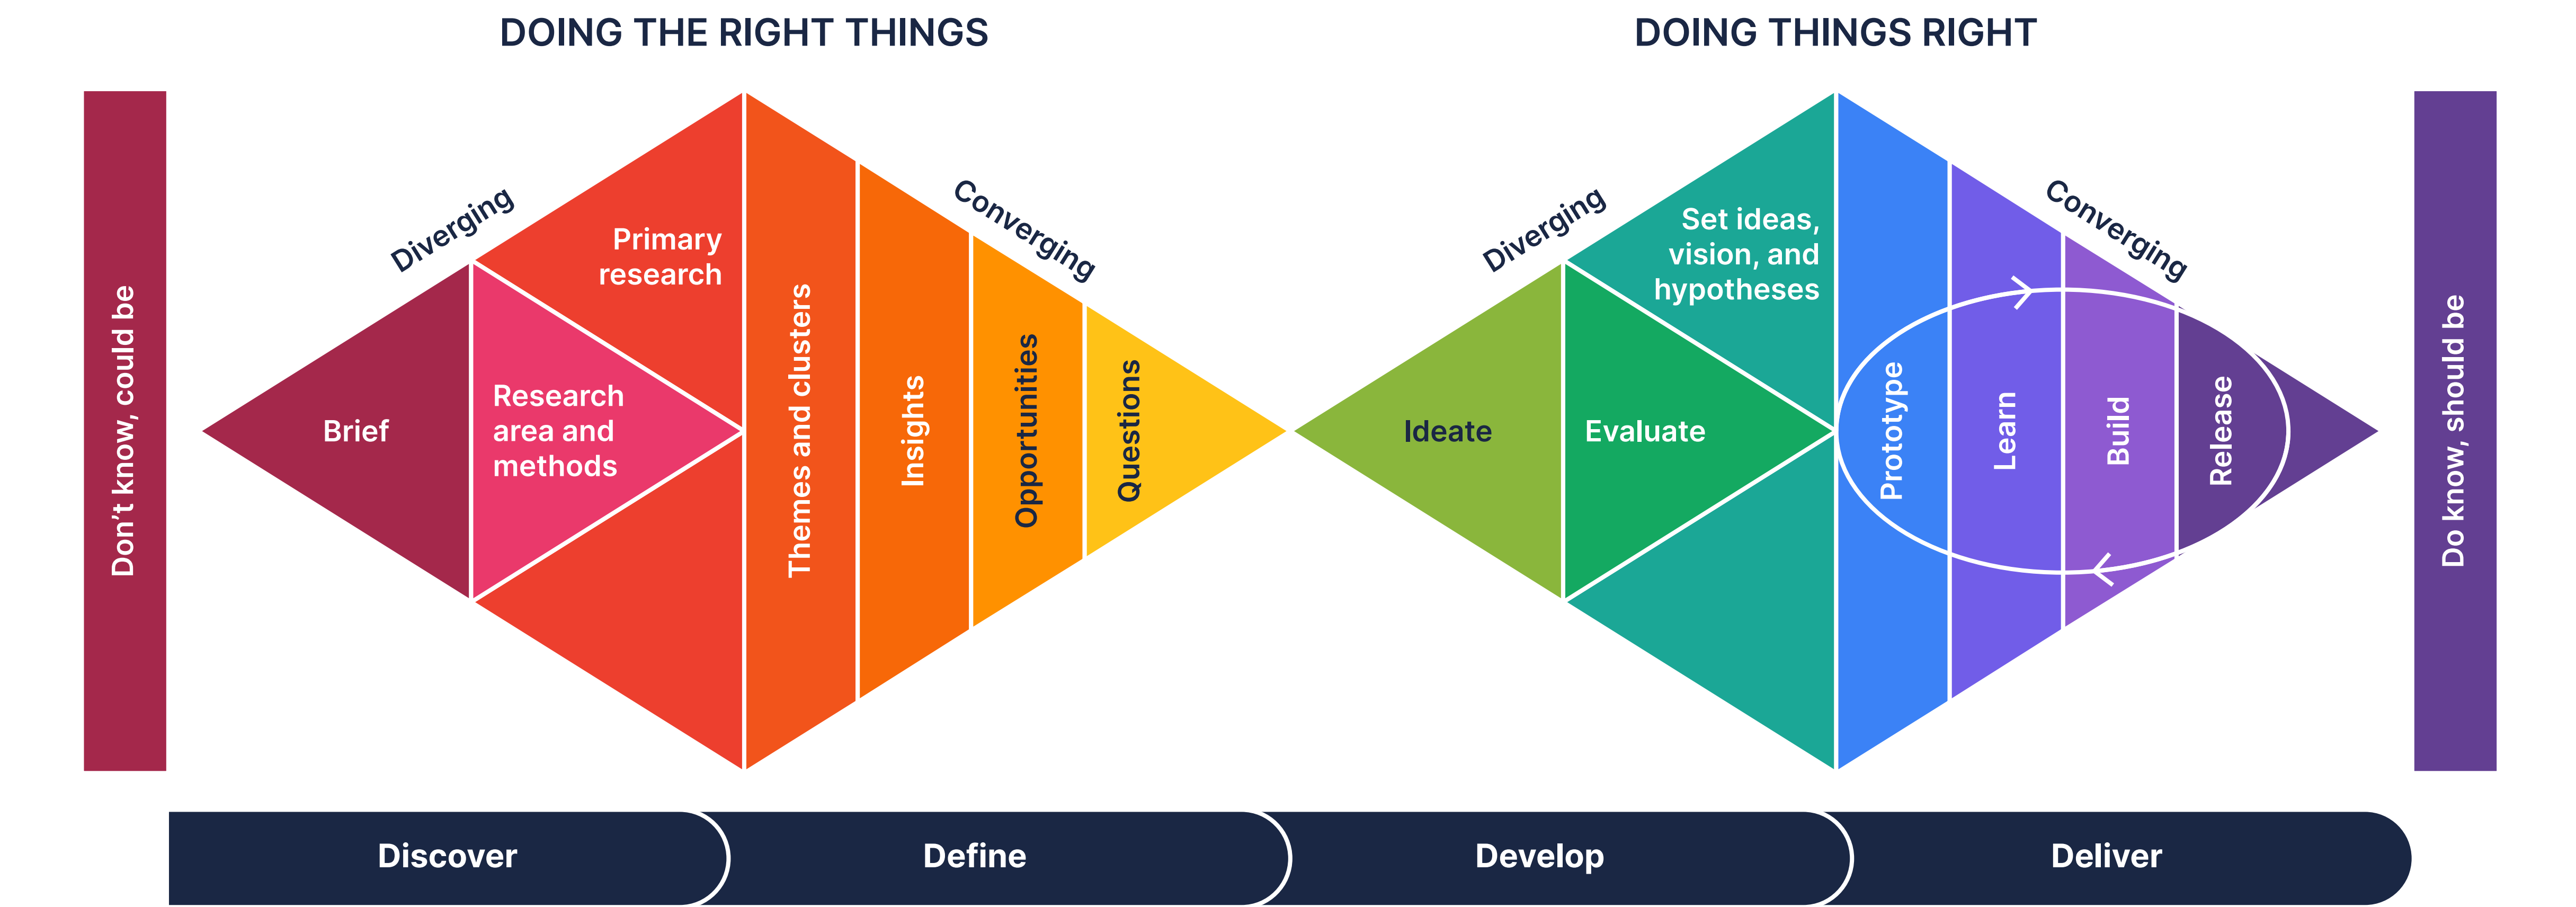 DOING THE RIGHT THINGS
DOING THINGS RIGHT
Don't know, could be
Diverging
Converging
Brief
Research
area and
methods
Primary
research
Themes and clusters
Insights
Opportunities
Questions
Diverging
Converging
Ideate
Evaluate
Set ideas,
vision, and
hypotheses
Prototype
Learn
Build
Release
Do know, should be
Discover
Define
Develop
Deliver